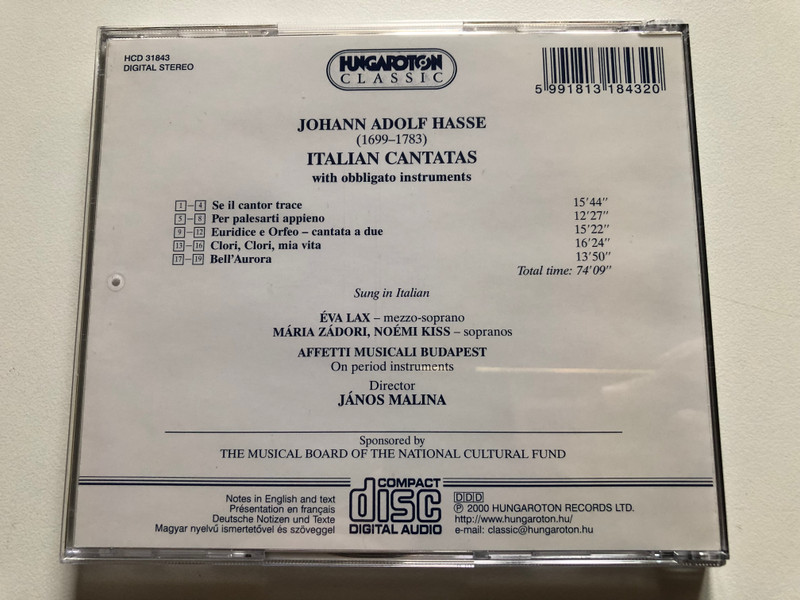 HCD 31843
DIGITAL STEREO
HUNGAROTON
CLASSIC
5 991813 184320
JOHANN ADOLF HASSE
(1699–1783)
ITALIAN CANTATAS
with obbligato instruments
1–4 Se il cantor trace 15'44"
5–8 Per palesarti appieno 12'27"
9–12 Euridice e Orfeo – cantata a due 15'22"
13–16 Clori, Clori, mia vita 16'24"
17–19 Bell'Aurora 13'50"
Total time: 74'09"
Sung in Italian
ÉVA LAX – mezzo-soprano
MÁRIA ZÁDORI, NOÉMI KISS – sopranos
AFFETTI MUSICALI BUDAPEST
On period instruments
Director
JÁNOS MALINA
Sponsored by
THE MUSICAL BOARD OF THE NATIONAL CULTURAL FUND
Notes in English and text
Présentation en français
Deutsche Notizen und Texte
Magyar nyelvű ismertetővel és szöveggel
COMPACT
disc
DIGITAL AUDIO
DDD
℗ 2000 HUNGAROTON RECORDS LTD.
http://www.hungaroton.hu/
e-mail: classic@hungaroton.hu